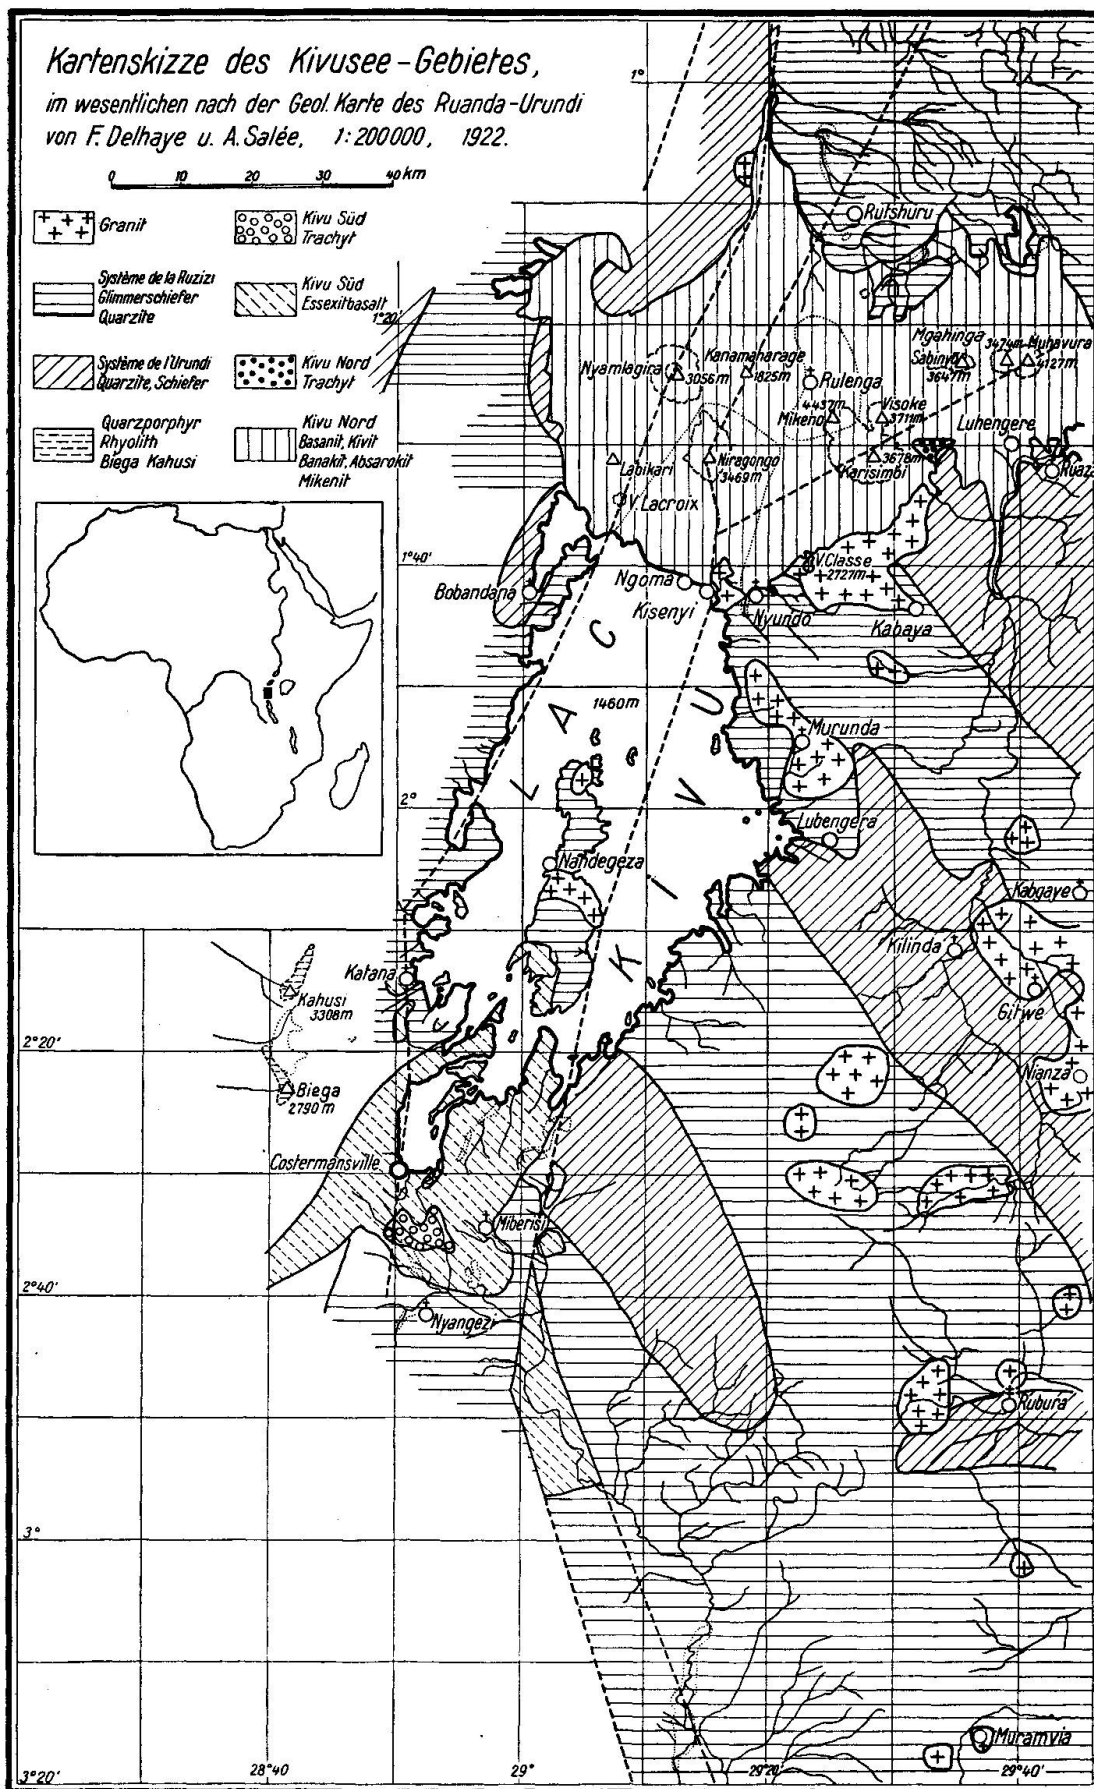 Kartenskizze des Kivusee-Gebietes,
im wesentlichen nach der Geol. Karte des Ruanda-Urundi
von F. Delhaye u. A. Salée, 1:200000, 1922.
0 10 20 30 40 km
Granit
Kivu Süd
Trachyt
Système de la Ruzizi
Glimmerschiefer
Quarzite
Kivu Süd
Essexitbasalt
Système de l'Urundi
Quarzite, Schiefer
Kivu Nord
Trachyt
Quarzporphyr
Rhyolith
Biega Kahusi
Kivu Nord
Basanit, Kivit
Banakit, Absarokit
Mikenit
1°
1°20'
1°40'
2°
2°20'
2°40'
3°
3°20'
28°40'
29°
29°20'
29°40'
Rutshuru
Nyamlagira
3056m
Kanamaharage
1825m
Rulenga
Mgahinga
3474m
Sabinyo
3647m
Muhavura
4127m
4437m
Mikeno
Visoke
3711m
Luhengere
Labikari
Niragongo
3469m
3678m
Karisimbi
Ruaza
V. Lacroix
V. Classe
2727m
Bobandana
Ngoma
Kisenyi
Nyundo
Kabaya
LAC KIVU
1460m
Murunda
Lubengera
Nandegeza
Kabgaye
Kilinda
Katana
Kahusi
3308m
Gitwe
Nianza
Biega
2790m
Costermansville
Miberisi
Nyangezi
Rubura
Muramvia